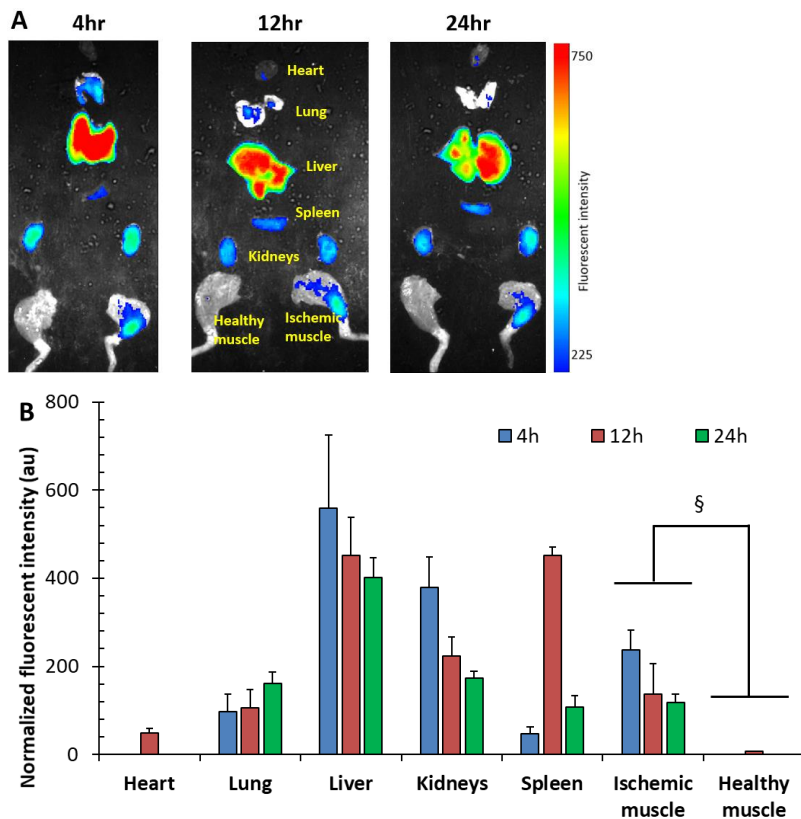 A
4hr
12hr
24hr
Heart
Lung
Liver
Spleen
Kidneys
Healthy
muscle
Ischemic
muscle
750
Fluorescent intensity
225
B
Normalized fluorescent intensity (au)
800
600
400
200
0
4h
12h
24h
§
Heart
Lung
Liver
Kidneys
Spleen
Ischemic
muscle
Healthy
muscle